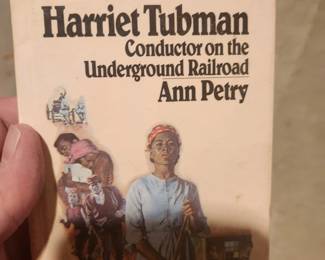 Harriet Tubman
Conductor on the
Underground Railroad
Ann Petry